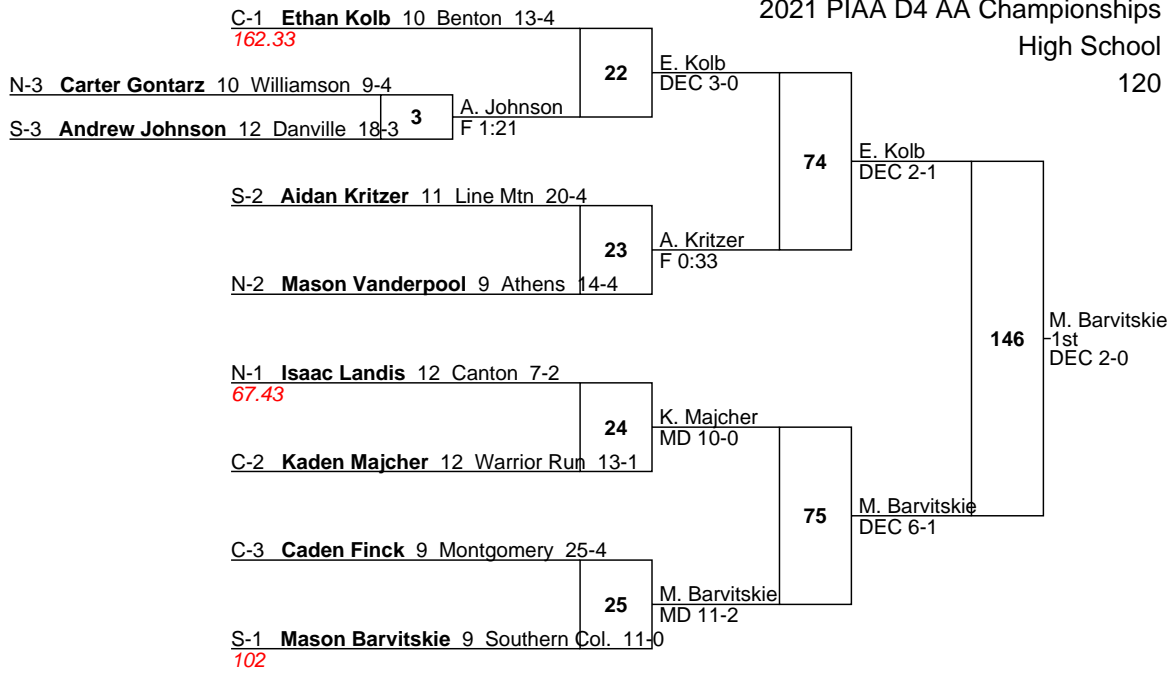 2021 PIAA D4 AA Championships
High School
120
C-1 Ethan Kolb 10 Benton 13-4
162.33
22
E. Kolb
DEC 3-0
N-3 Carter Gontarz 10 Williamson 9-4
3
A. Johnson
F 1:21
S-3 Andrew Johnson 12 Danville 18-3
74
E. Kolb
DEC 2-1
S-2 Aidan Kritzer 11 Line Mtn 20-4
23
A. Kritzer
F 0:33
N-2 Mason Vanderpool 9 Athens 14-4
146
M. Barvitskie
1st
DEC 2-0
N-1 Isaac Landis 12 Canton 7-2
67.43
24
K. Majcher
MD 10-0
C-2 Kaden Majcher 12 Warrior Run 13-1
75
M. Barvitskie
DEC 6-1
C-3 Caden Finck 9 Montgomery 25-4
25
M. Barvitskie
MD 11-2
S-1 Mason Barvitskie 9 Southern Col. 11-0
102